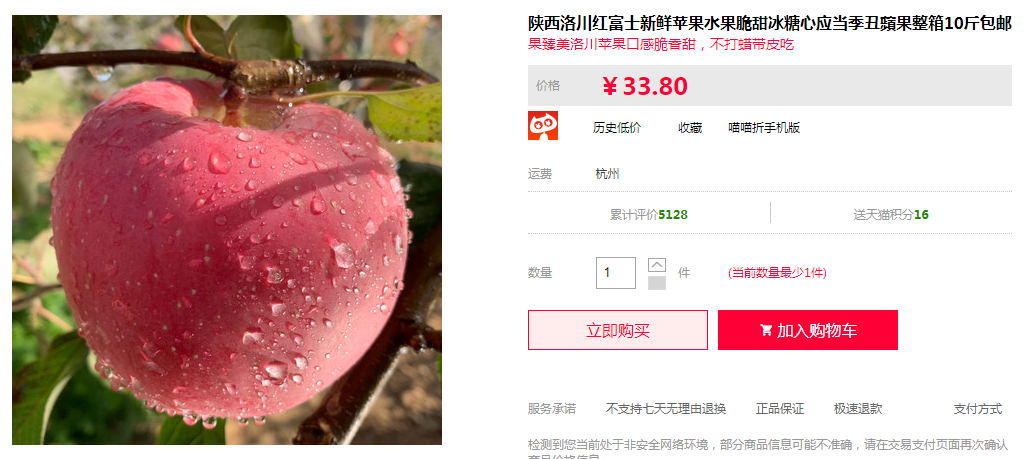 陕西洛川红富士新鲜苹果水果脆甜冰糖心应当季丑蘋果整箱10斤包邮
果臻美洛川苹果口感脆香甜，不打蜡带皮吃
价格 ¥33.80
历史低价 收藏 喵喵折手机版
运费 杭州
累计评价5128 送天猫积分16
数量 1 件 (当前数量最少1件)
立即购买 加入购物车
服务承诺 不支持七天无理由退换 正品保证 极速退款 支付方式
检测到您当前处于非安全网络环境，部分商品信息可能不准确，请在交易支付页面再次确认
商品价格信息